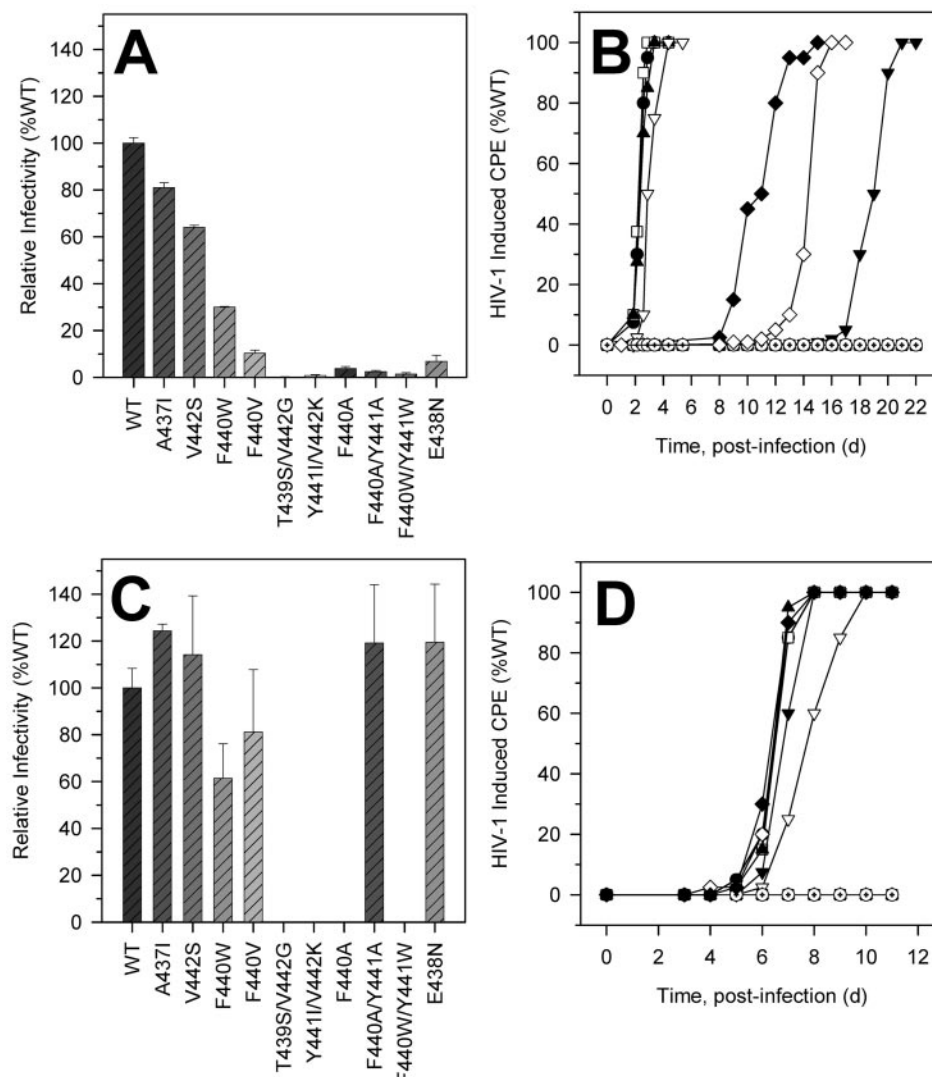 A
Relative Infectivity (%WT)
140
120
100
80
60
40
20
0
WT
A437I
V442S
F440W
F440V
T439S/V442G
Y441I/V442K
F440A
F440A/Y441A
F440W/Y441W
E438N
B
HIV-1 Induced CPE (%WT)
100
80
60
40
20
0
0 2 4 6 8 10 12 14 16 18 20 22
Time, post-infection (d)
C
Relative Infectivity (%WT)
140
120
100
80
60
40
20
0
WT
A437I
V442S
F440W
F440V
T439S/V442G
Y441I/V442K
F440A
F440A/Y441A
F440W/Y441W
E438N
D
HIV-1 Induced CPE (%WT)
100
80
60
40
20
0
0 2 4 6 8 10 12
Time, post-infection (d)